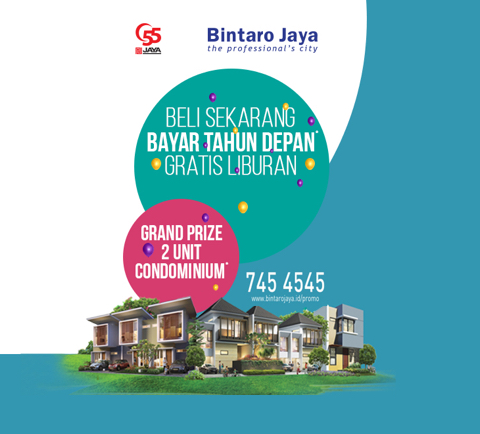 55
JAYA
Bintaro Jaya
the professional's city
BELI SEKARANG
BAYAR TAHUN DEPAN*
GRATIS LIBURAN
GRAND PRIZE
2 UNIT
CONDOMINIUM*
745 4545
www.bintarojaya.id/promo